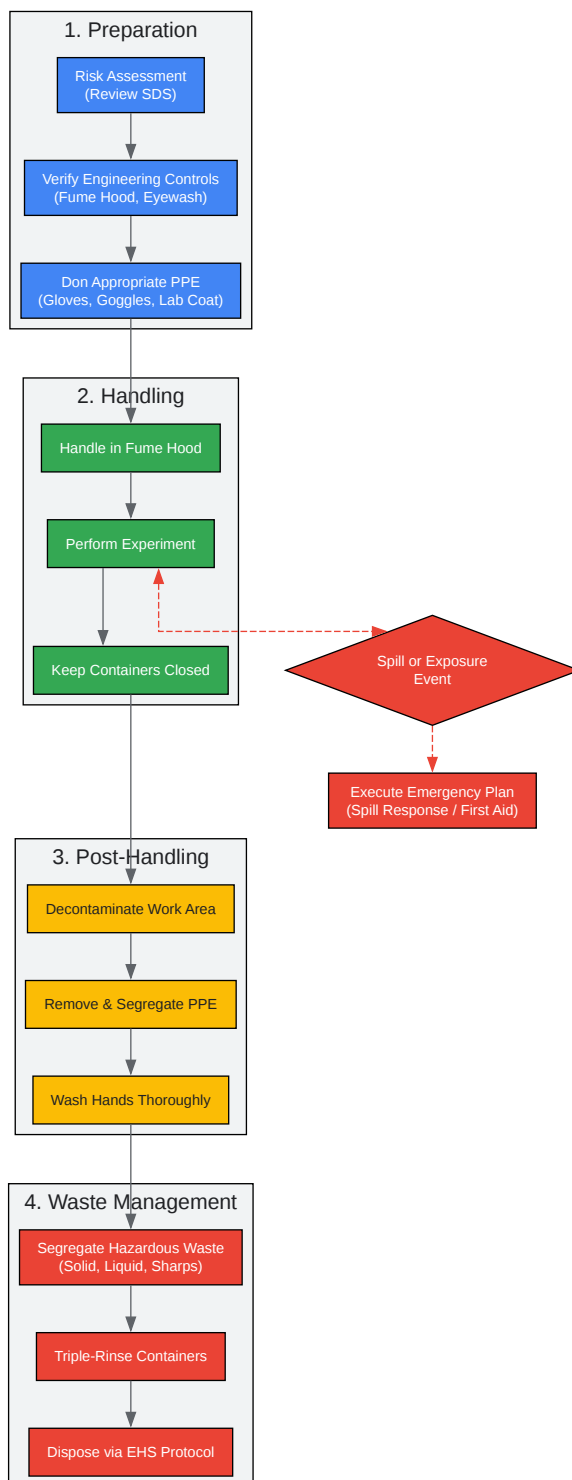 1. Preparation
Risk Assessment
(Review SDS)
Verify Engineering Controls
(Fume Hood, Eyewash)
Don Appropriate PPE
(Gloves, Goggles, Lab Coat)
2. Handling
Handle in Fume Hood
Perform Experiment
Keep Containers Closed
Spill or Exposure
Event
Execute Emergency Plan
(Spill Response / First Aid)
3. Post-Handling
Decontaminate Work Area
Remove & Segregate PPE
Wash Hands Thoroughly
4. Waste Management
Segregate Hazardous Waste
(Solid, Liquid, Sharps)
Triple-Rinse Containers
Dispose via EHS Protocol